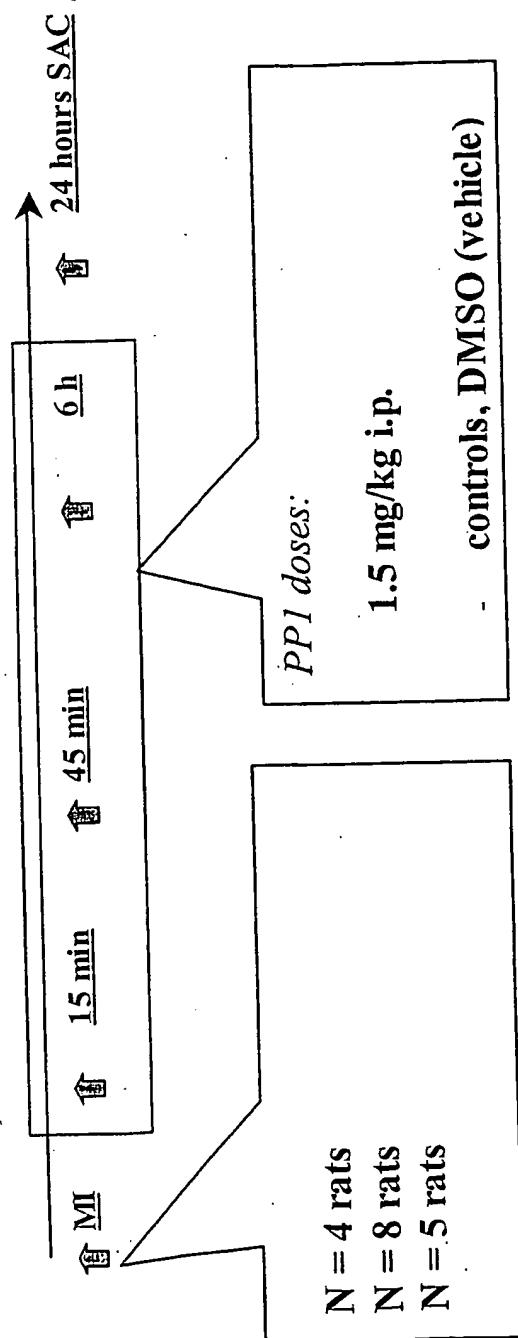 MI
15 min
45 min
6 h
24 hours SAC
N = 4 rats
N = 8 rats
N = 5 rats
PP1 doses:
1.5 mg/kg i.p.
- controls, DMSO (vehicle)